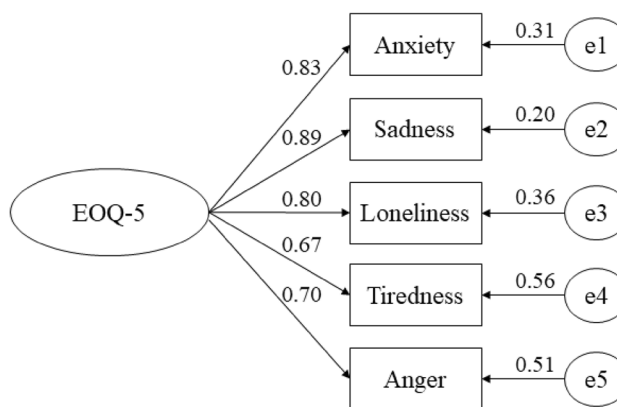 0.31
Anxiety
e1
0.83
0.20
Sadness
e2
0.89
0.36
EOQ-5
0.80
Loneliness
e3
0.67
0.56
Tiredness
e4
0.70
0.51
Anger
e5